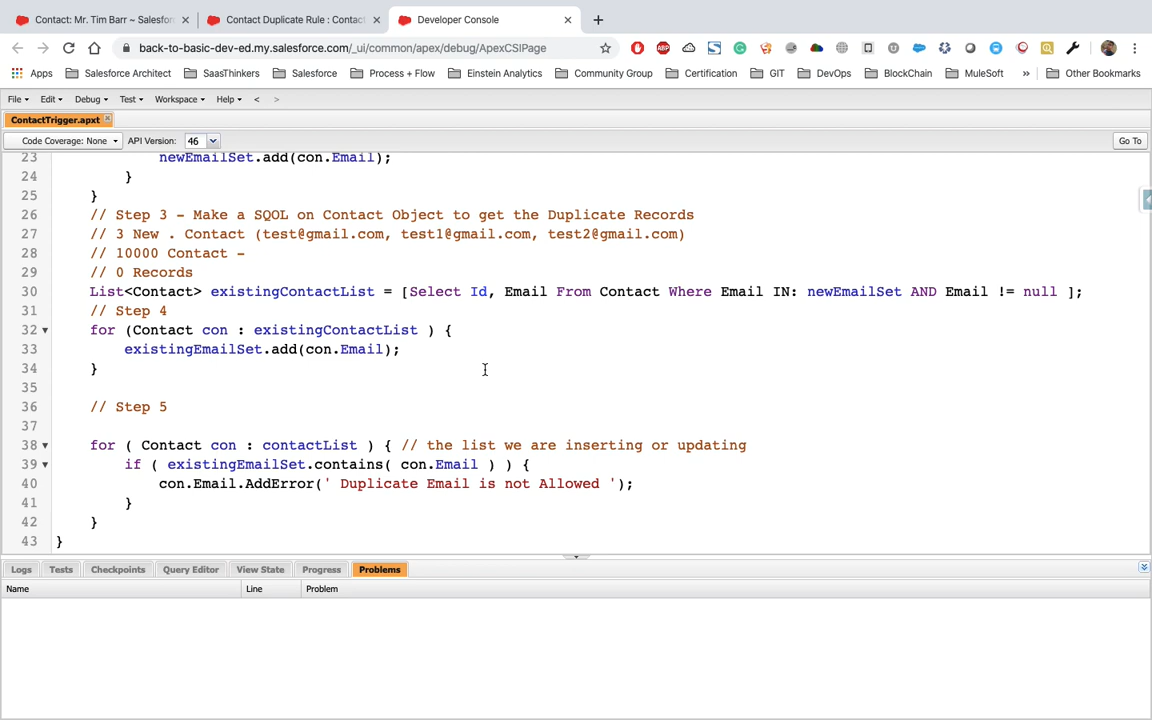 Contact: Mr. Tim Barr ~ Salesfor
Contact Duplicate Rule : Contac
Developer Console
back-to-basic-dev-ed.my.salesforce.com/_ui/common/apex/debug/ApexCSIPage
Apps
Salesforce Architect
SaasThinkers
Salesforce
Process + Flow
Einstein Analytics
Community Group
Certification
GIT
DevOps
BlockChain
MuleSoft
»
Other Bookmarks
File
Edit
Debug
Test
Workspace
Help
<
>
ContactTrigger.apxt
Code Coverage: None
API Version:
46
Go To
23 newEmailSet.add(con.Email);
24 }
25 }
26 // Step 3 - Make a SQOL on Contact Object to get the Duplicate Records
27 // 3 New . Contact (test@gmail.com, test1@gmail.com, test2@gmail.com)
28 // 10000 Contact -
29 // 0 Records
30 List<Contact> existingContactList = [Select Id, Email From Contact Where Email IN: newEmailSet AND Email != null ];
31 // Step 4
32 for (Contact con : existingContactList ) {
33 existingEmailSet.add(con.Email);
34 }
35
36 // Step 5
37
38 for ( Contact con : contactList ) { // the list we are inserting or updating
39 if ( existingEmailSet.contains( con.Email ) ) {
40 con.Email.AddError(' Duplicate Email is not Allowed ');
41 }
42 }
43 }
Logs
Tests
Checkpoints
Query Editor
View State
Progress
Problems
Name
Line
Problem